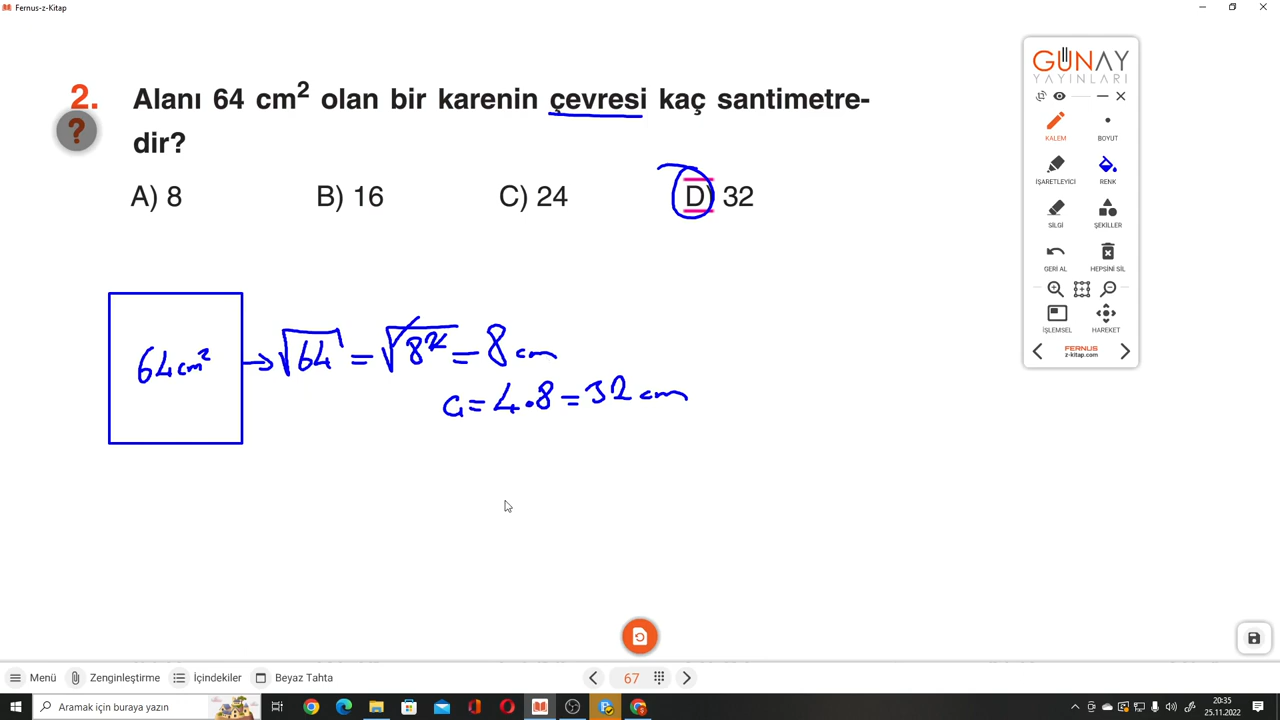 Fernus-z-Kitap
2. Alanı 64 cm² olan bir karenin çevresi kaç santimetre-
dir?
?
A) 8 B) 16 C) 24 D) 32
64 cm² → √64 = √8² = 8 cm
Ç = 4.8 = 32 cm
GÜNAY
YAYINLARI
KALEM BOYUT
İŞARETLEYİCİ RENK
SİLGİ ŞEKİLLER
GERİ AL HEPSİNİ SİL
İŞLEMSEL HAREKET
FERNUS
z-kitap.com
Menü Zenginleştirme İçindekiler Beyaz Tahta 67
Aramak için buraya yazın
20:35
25.11.2022